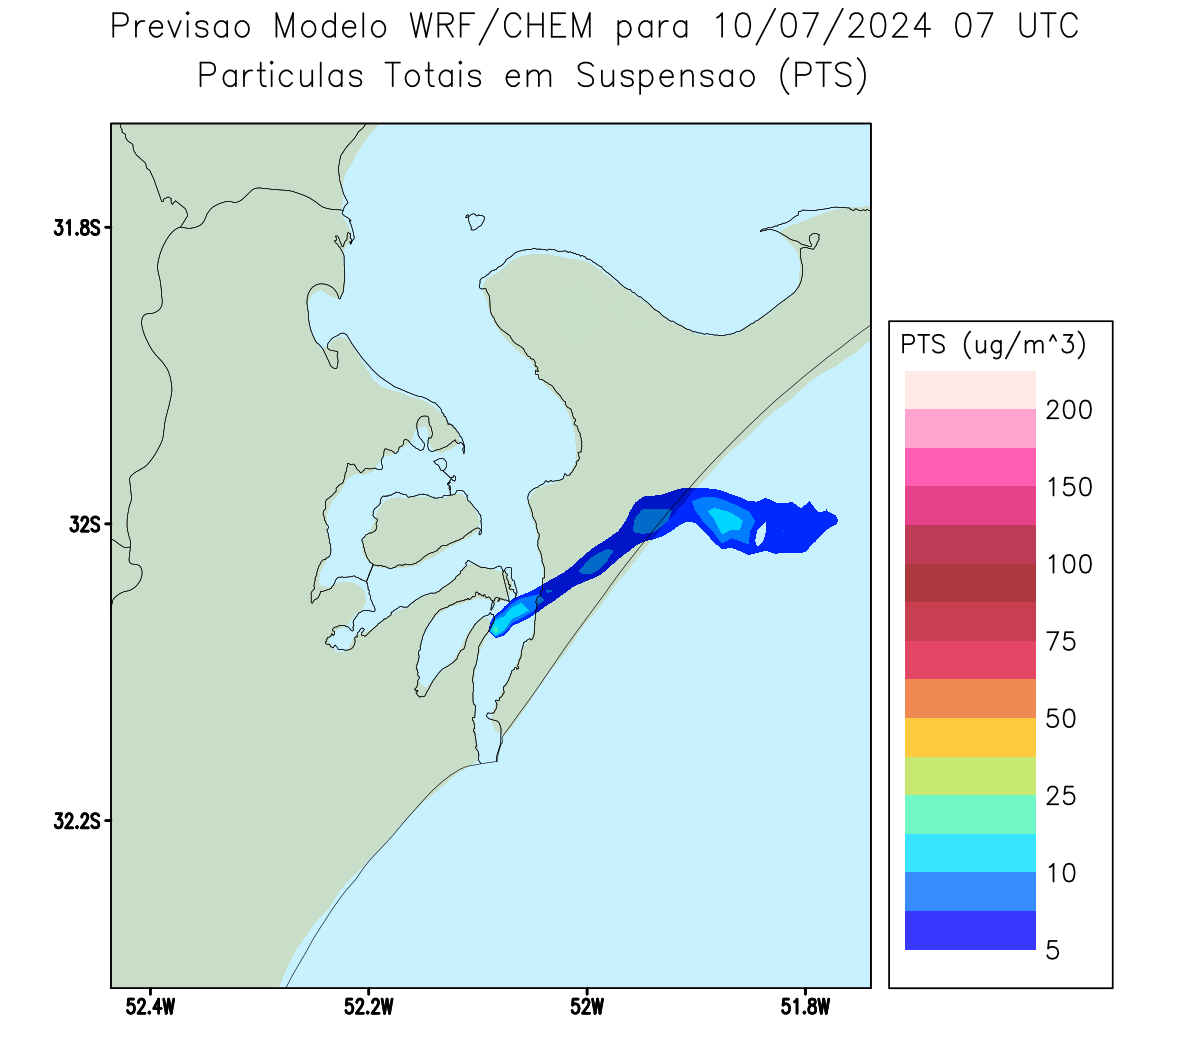 Previsao Modelo WRF/CHEM para 10/07/2024 07 UTC
Particulas Totais em Suspensao (PTS)
31.8S
32S
32.2S
52.4W
52.2W
52W
51.8W
PTS (ug/m^3)
200
150
100
75
50
25
10
5